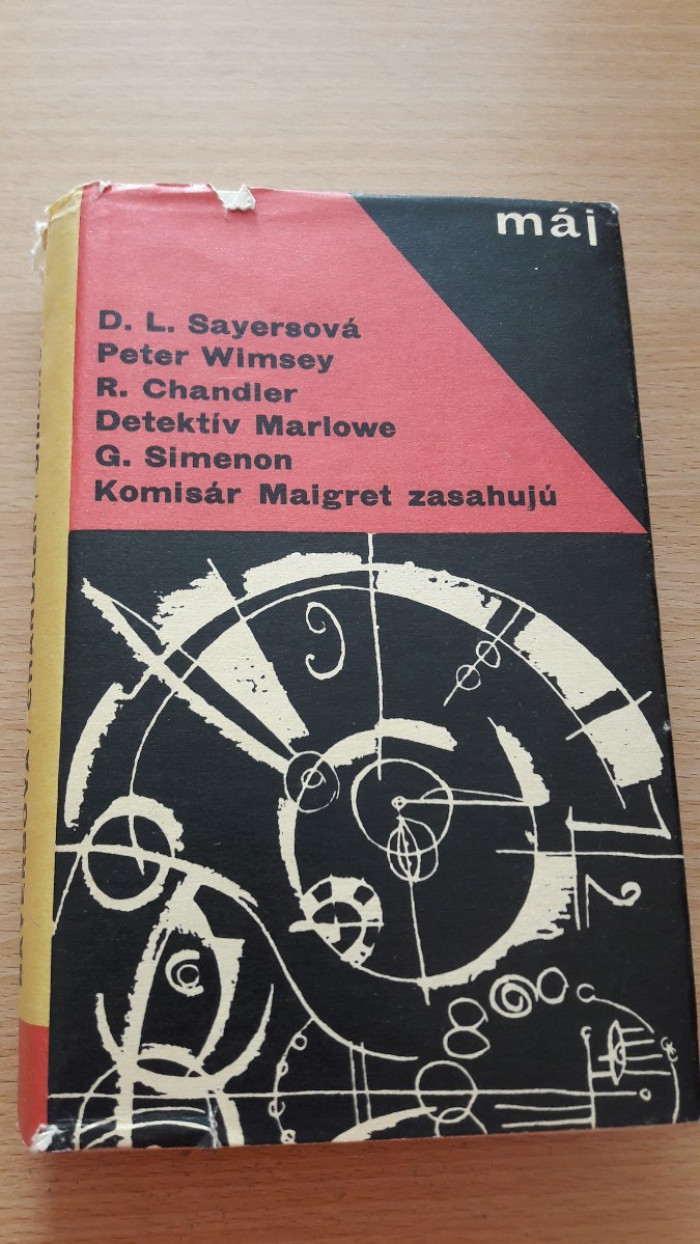 máj
D. L. Sayersová
Peter Wimsey
R. Chandler
Detektív Marlowe
G. Simenon
Komisár Maigret zasahujú